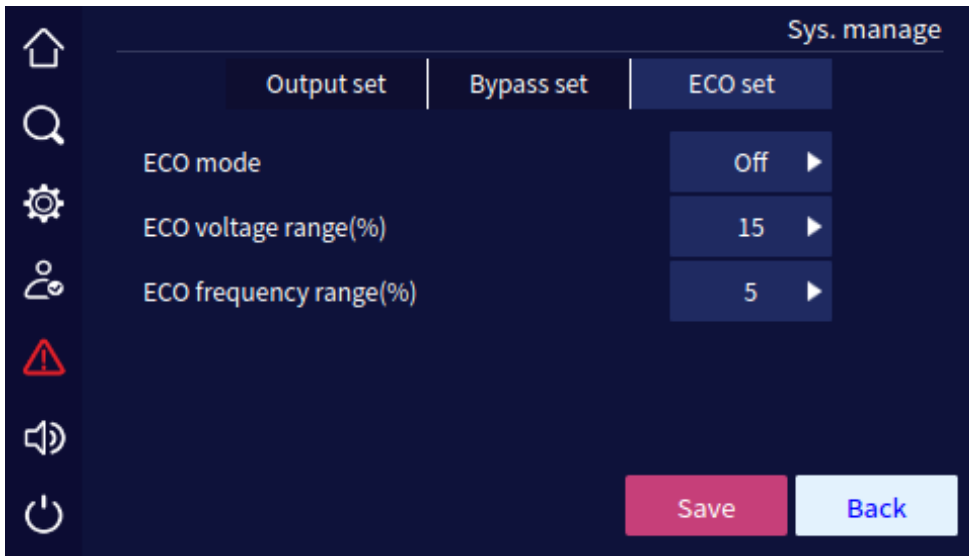 Sys. manage
Output set Bypass set ECO set
ECO mode Off
ECO voltage range(%) 15
ECO frequency range(%) 5
Save Back